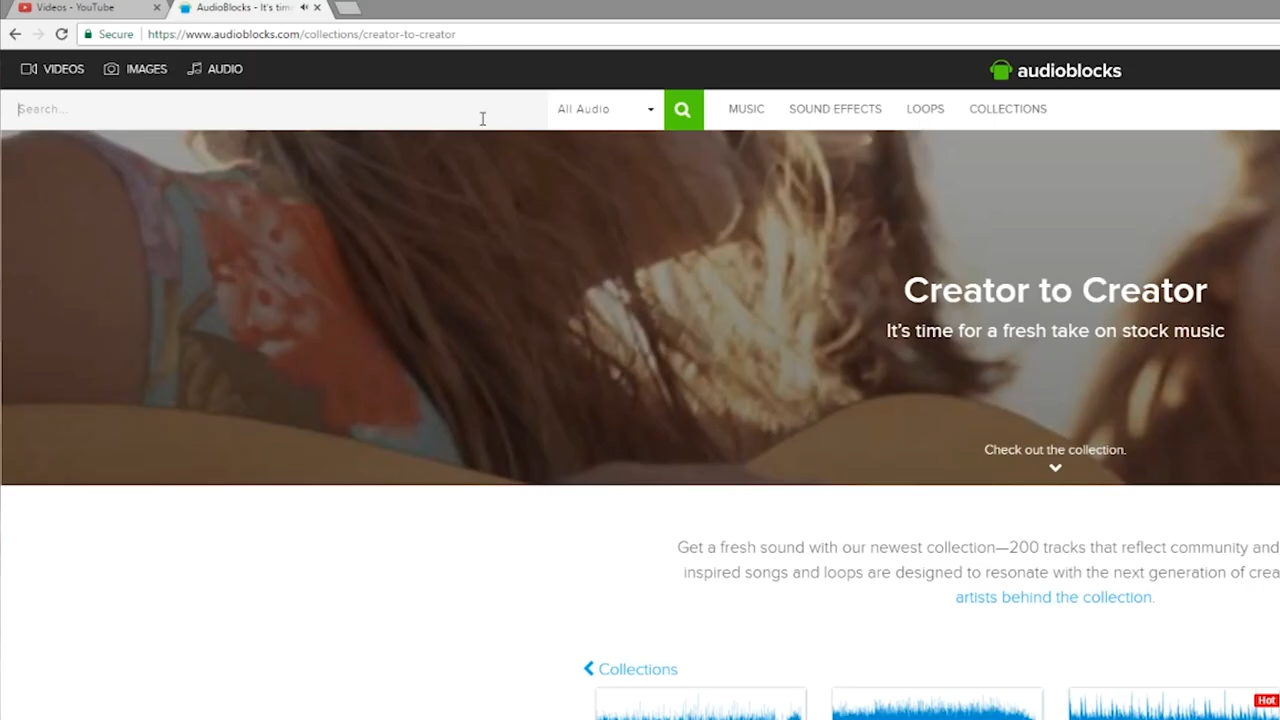 Videos - YouTube
AudioBlocks - It's time
Secure
https://www.audioblocks.com/collections/creator-to-creator
VIDEOS IMAGES AUDIO
audioblocks
Search...
All Audio
MUSIC SOUND EFFECTS LOOPS COLLECTIONS
Creator to Creator
It's time for a fresh take on stock music
Check out the collection.
Get a fresh sound with our newest collection—200 tracks that reflect community and
inspired songs and loops are designed to resonate with the next generation of crea
artists behind the collection.
Collections
Hot